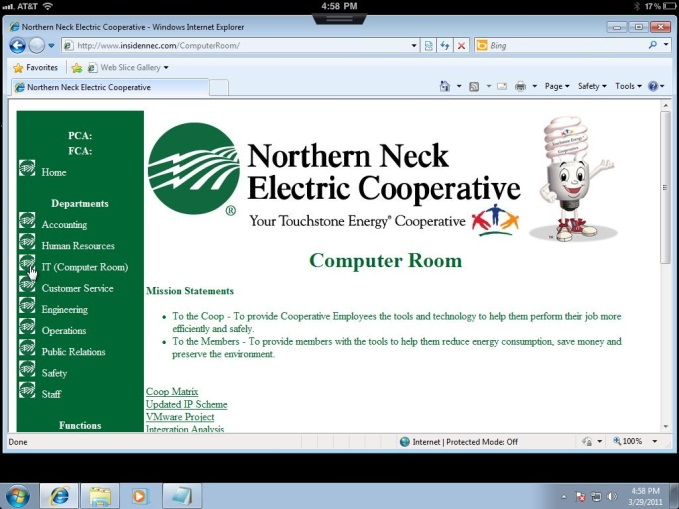 AT&T
4:58 PM
17%
Northern Neck Electric Cooperative - Windows Internet Explorer
http://www.insidennec.com/ComputerRoom/
Bing
Favorites
Web Slice Gallery
Northern Neck Electric Cooperative
Page
Safety
Tools
PCA:
FCA:
Home
Departments
Accounting
Human Resources
IT (Computer Room)
Customer Service
Engineering
Operations
Public Relations
Safety
Staff
Functions
Northern Neck
Electric Cooperative
®
Your Touchstone Energy® Cooperative
Computer Room
Mission Statements
To the Coop - To provide Cooperative Employees the tools and technology to help them perform their job more
efficiently and safely.
To the Members - To provide members with the tools to help them reduce energy consumption, save money and
preserve the environment.
Coop Matrix
Updated IP Scheme
VMware Project
Integration Analysis
Done
Internet | Protected Mode: Off
100%
4:58 PM
3/29/2011